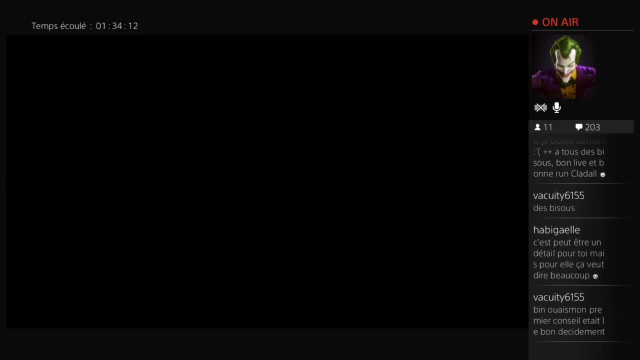 Temps écoulé : 01:34:12
ON AIR
11 203
:'( ++ a tous des bi
sous, bon live et b
onne run Cladall
vacuity6155
des bisous
habigaelle
c'est peut être un
détail pour toi mai
s pour elle ça veut
dire beaucoup
vacuity6155
bin ouaismon pre
mier conseil etait l
e bon decidement